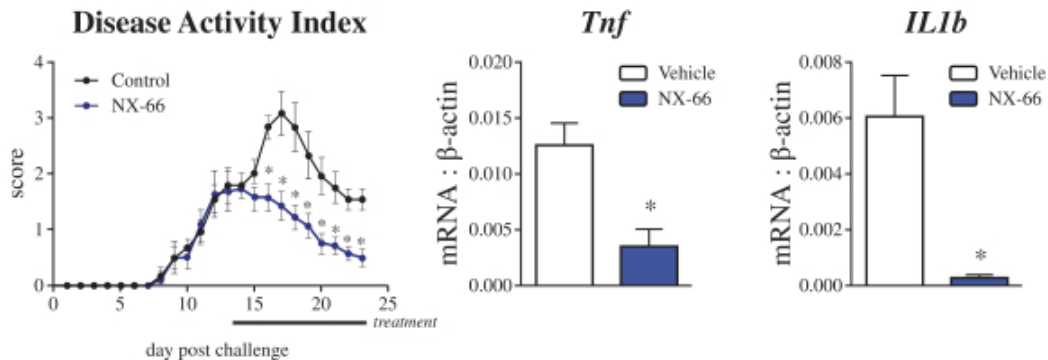 Disease Activity Index
4
3
2
1
0
score
Control
NX-66
* * * * * * * *
0 5 10 15 20 25
treatment
day post challenge
Tnf
0.020
0.015
0.010
0.005
0.000
mRNA : β-actin
Vehicle
NX-66
*
IL1b
0.008
0.006
0.004
0.002
0.000
mRNA : β-actin
Vehicle
NX-66
*